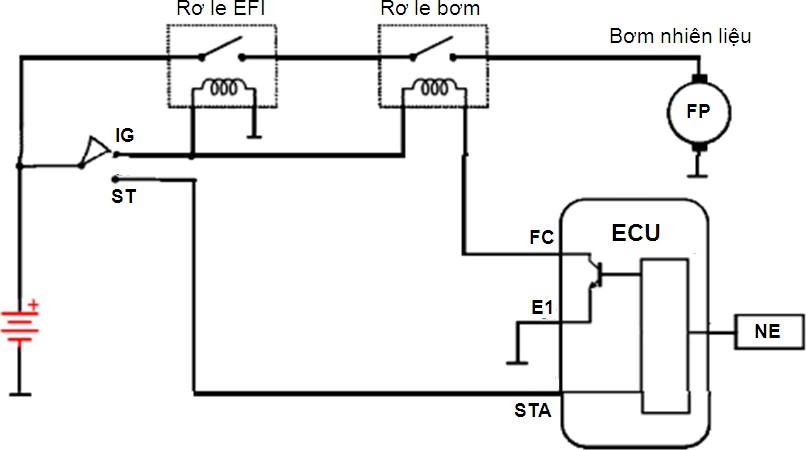 Rơ le EFI
Rơ le bơm
Bơm nhiên liệu
FP
IG
ST
FC
ECU
E1
NE
STA
+